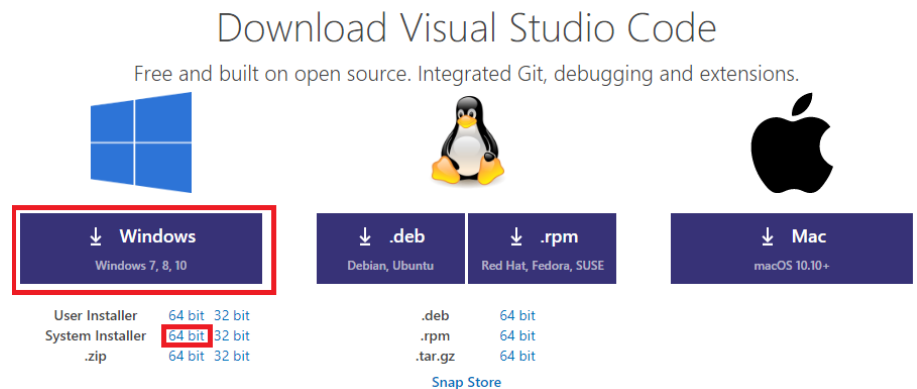 Download Visual Studio Code
Free and built on open source. Integrated Git, debugging and extensions.
Windows
Windows 7, 8, 10
User Installer 64 bit 32 bit
System Installer 64 bit 32 bit
.zip 64 bit 32 bit
.deb
Debian, Ubuntu
.rpm
Red Hat, Fedora, SUSE
.deb 64 bit
.rpm 64 bit
.tar.gz 64 bit
Snap Store
Mac
macOS 10.10+